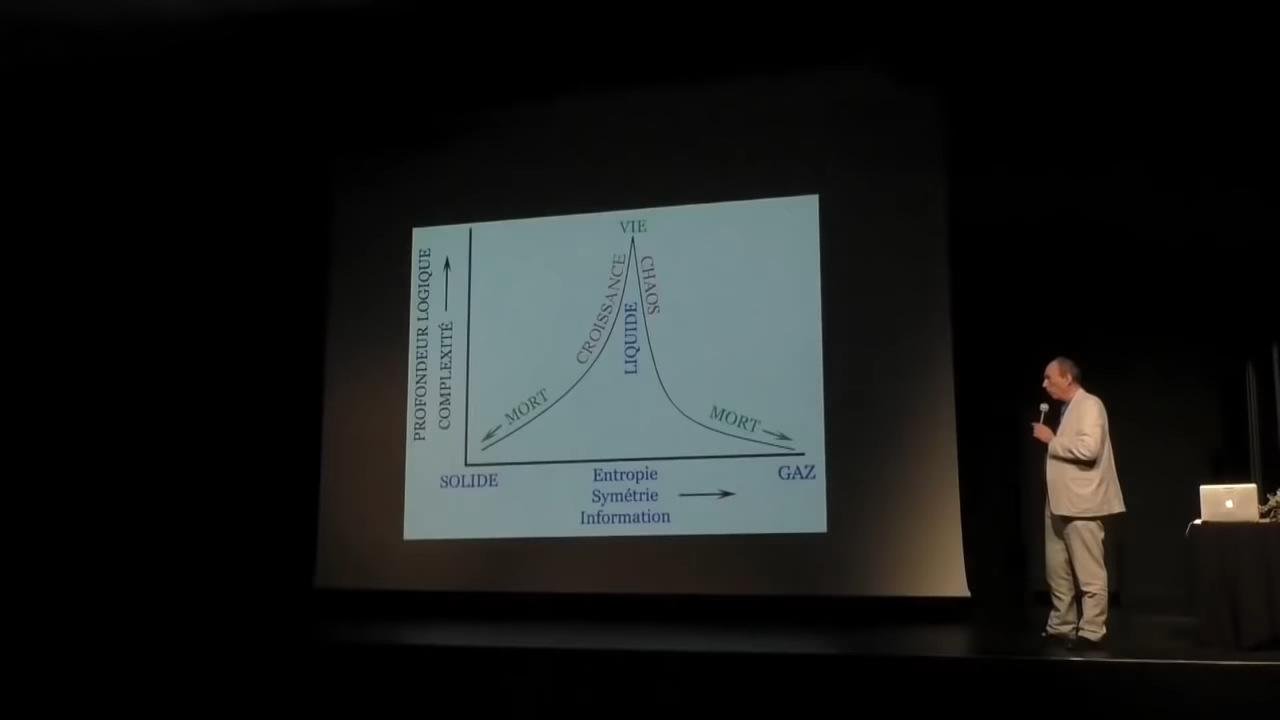 VIE
PROFONDEUR LOGIQUE
COMPLEXITÉ
CROISSANCE
CHAOS
LIQUIDE
MORT
MORT
SOLIDE
Entropie
Symétrie
Information
GAZ